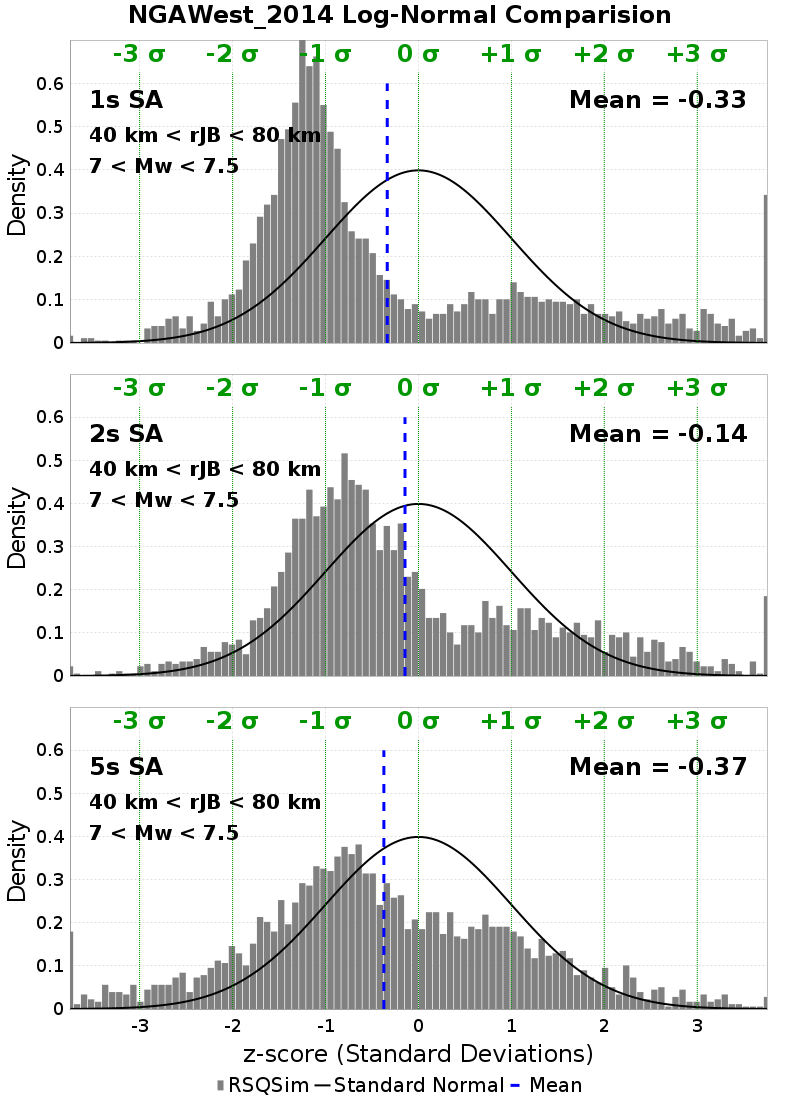 NGAWest_2014 Log-Normal Comparision
-3 σ -2 σ -1 σ 0 σ +1 σ +2 σ +3 σ
1s SA Mean = -0.33
40 km < rJB < 80 km
7 < Mw < 7.5
0.6
0.5
0.4
0.3
0.2
0.1
0
Density
-3 σ -2 σ -1 σ 0 σ +1 σ +2 σ +3 σ
2s SA Mean = -0.14
40 km < rJB < 80 km
7 < Mw < 7.5
0.6
0.5
0.4
0.3
0.2
0.1
0
Density
-3 σ -2 σ -1 σ 0 σ +1 σ +2 σ +3 σ
5s SA Mean = -0.37
40 km < rJB < 80 km
7 < Mw < 7.5
0.6
0.5
0.4
0.3
0.2
0.1
0
Density
-3 -2 -1 0 1 2 3
z-score (Standard Deviations)
RSQSim Standard Normal Mean